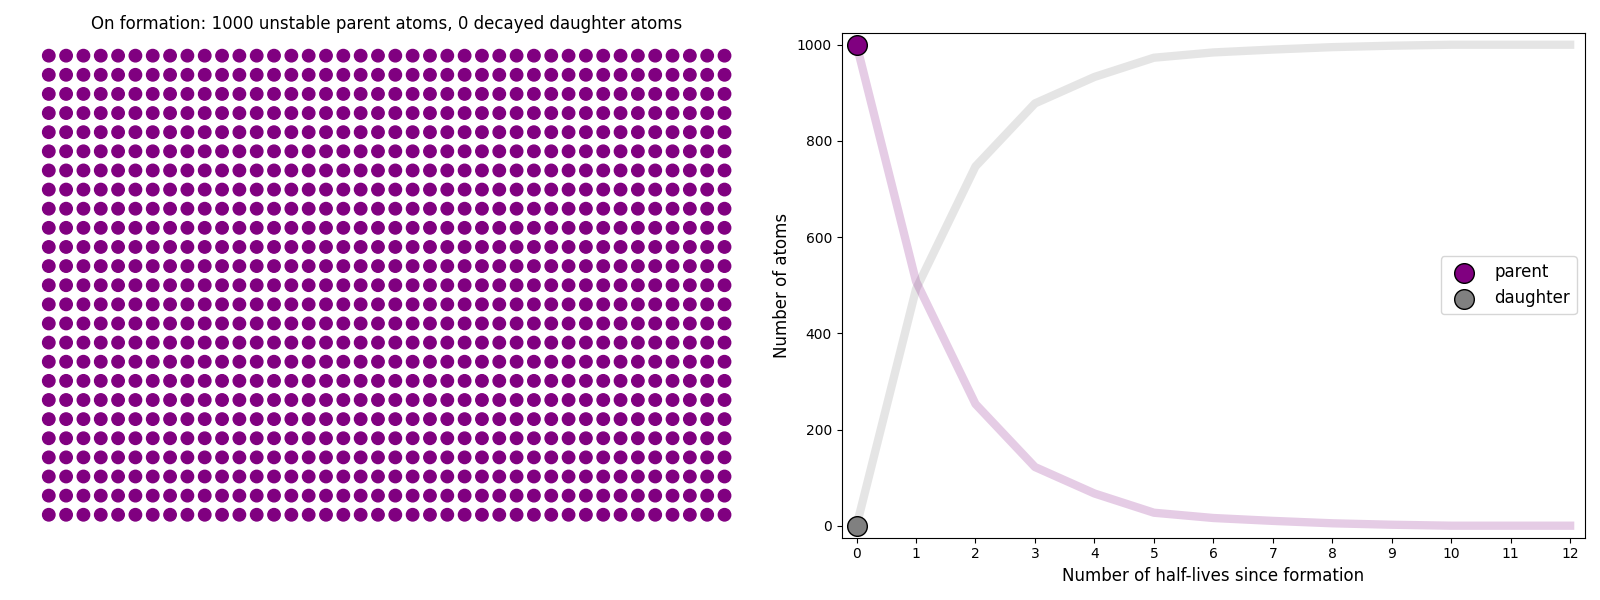 On formation: 1000 unstable parent atoms, 0 decayed daughter atoms
Number of atoms
1000
800
600
400
200
0
parent
daughter
0 1 2 3 4 5 6 7 8 9 10 11 12
Number of half-lives since formation